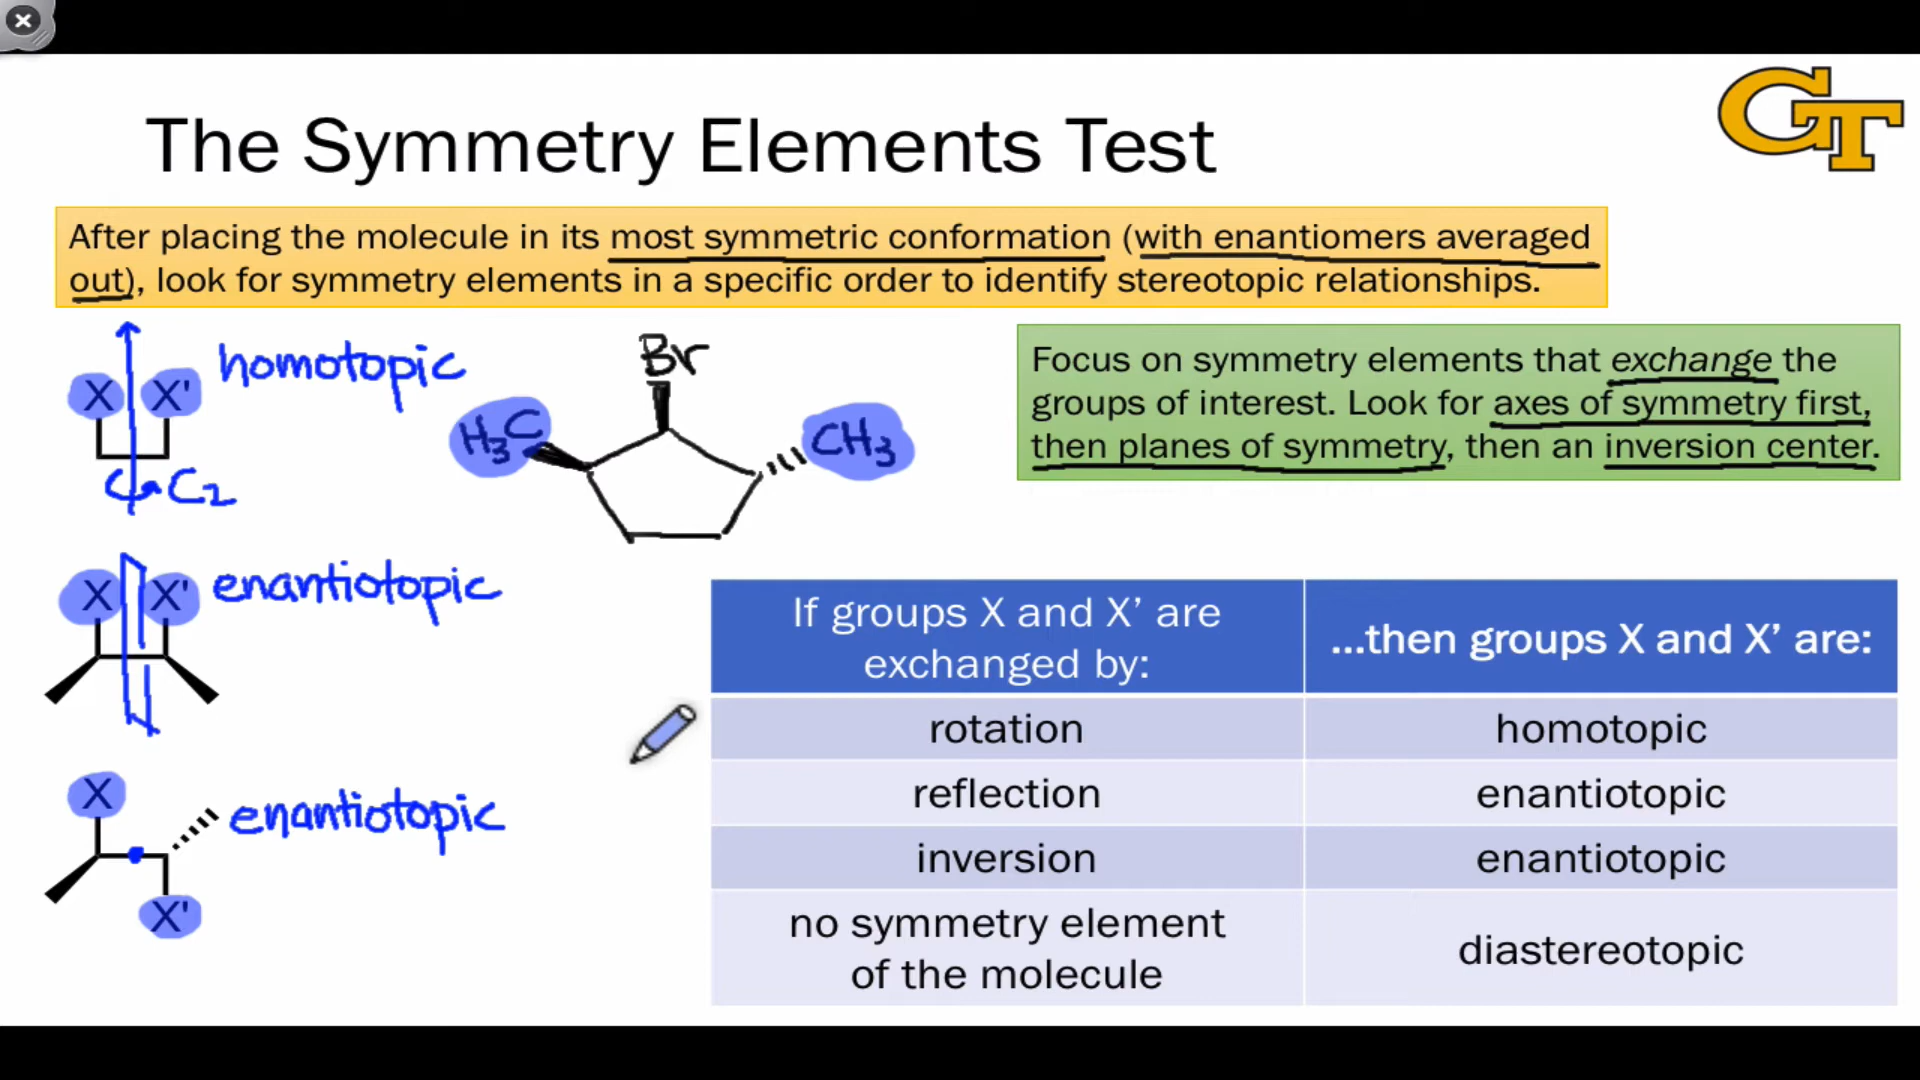 GT
The Symmetry Elements Test
After placing the molecule in its most symmetric conformation (with enantiomers averaged
out), look for symmetry elements in a specific order to identify stereotopic relationships.
X X'
homotopic
C2
Br
H3C
CH3
Focus on symmetry elements that exchange the
groups of interest. Look for axes of symmetry first,
then planes of symmetry, then an inversion center.
X X'
enantiotopic
X
enantiotopic
X'
If groups X and X’ are
exchanged by:
...then groups X and X’ are:
rotation
homotopic
reflection
enantiotopic
inversion
enantiotopic
no symmetry element
of the molecule
diastereotopic